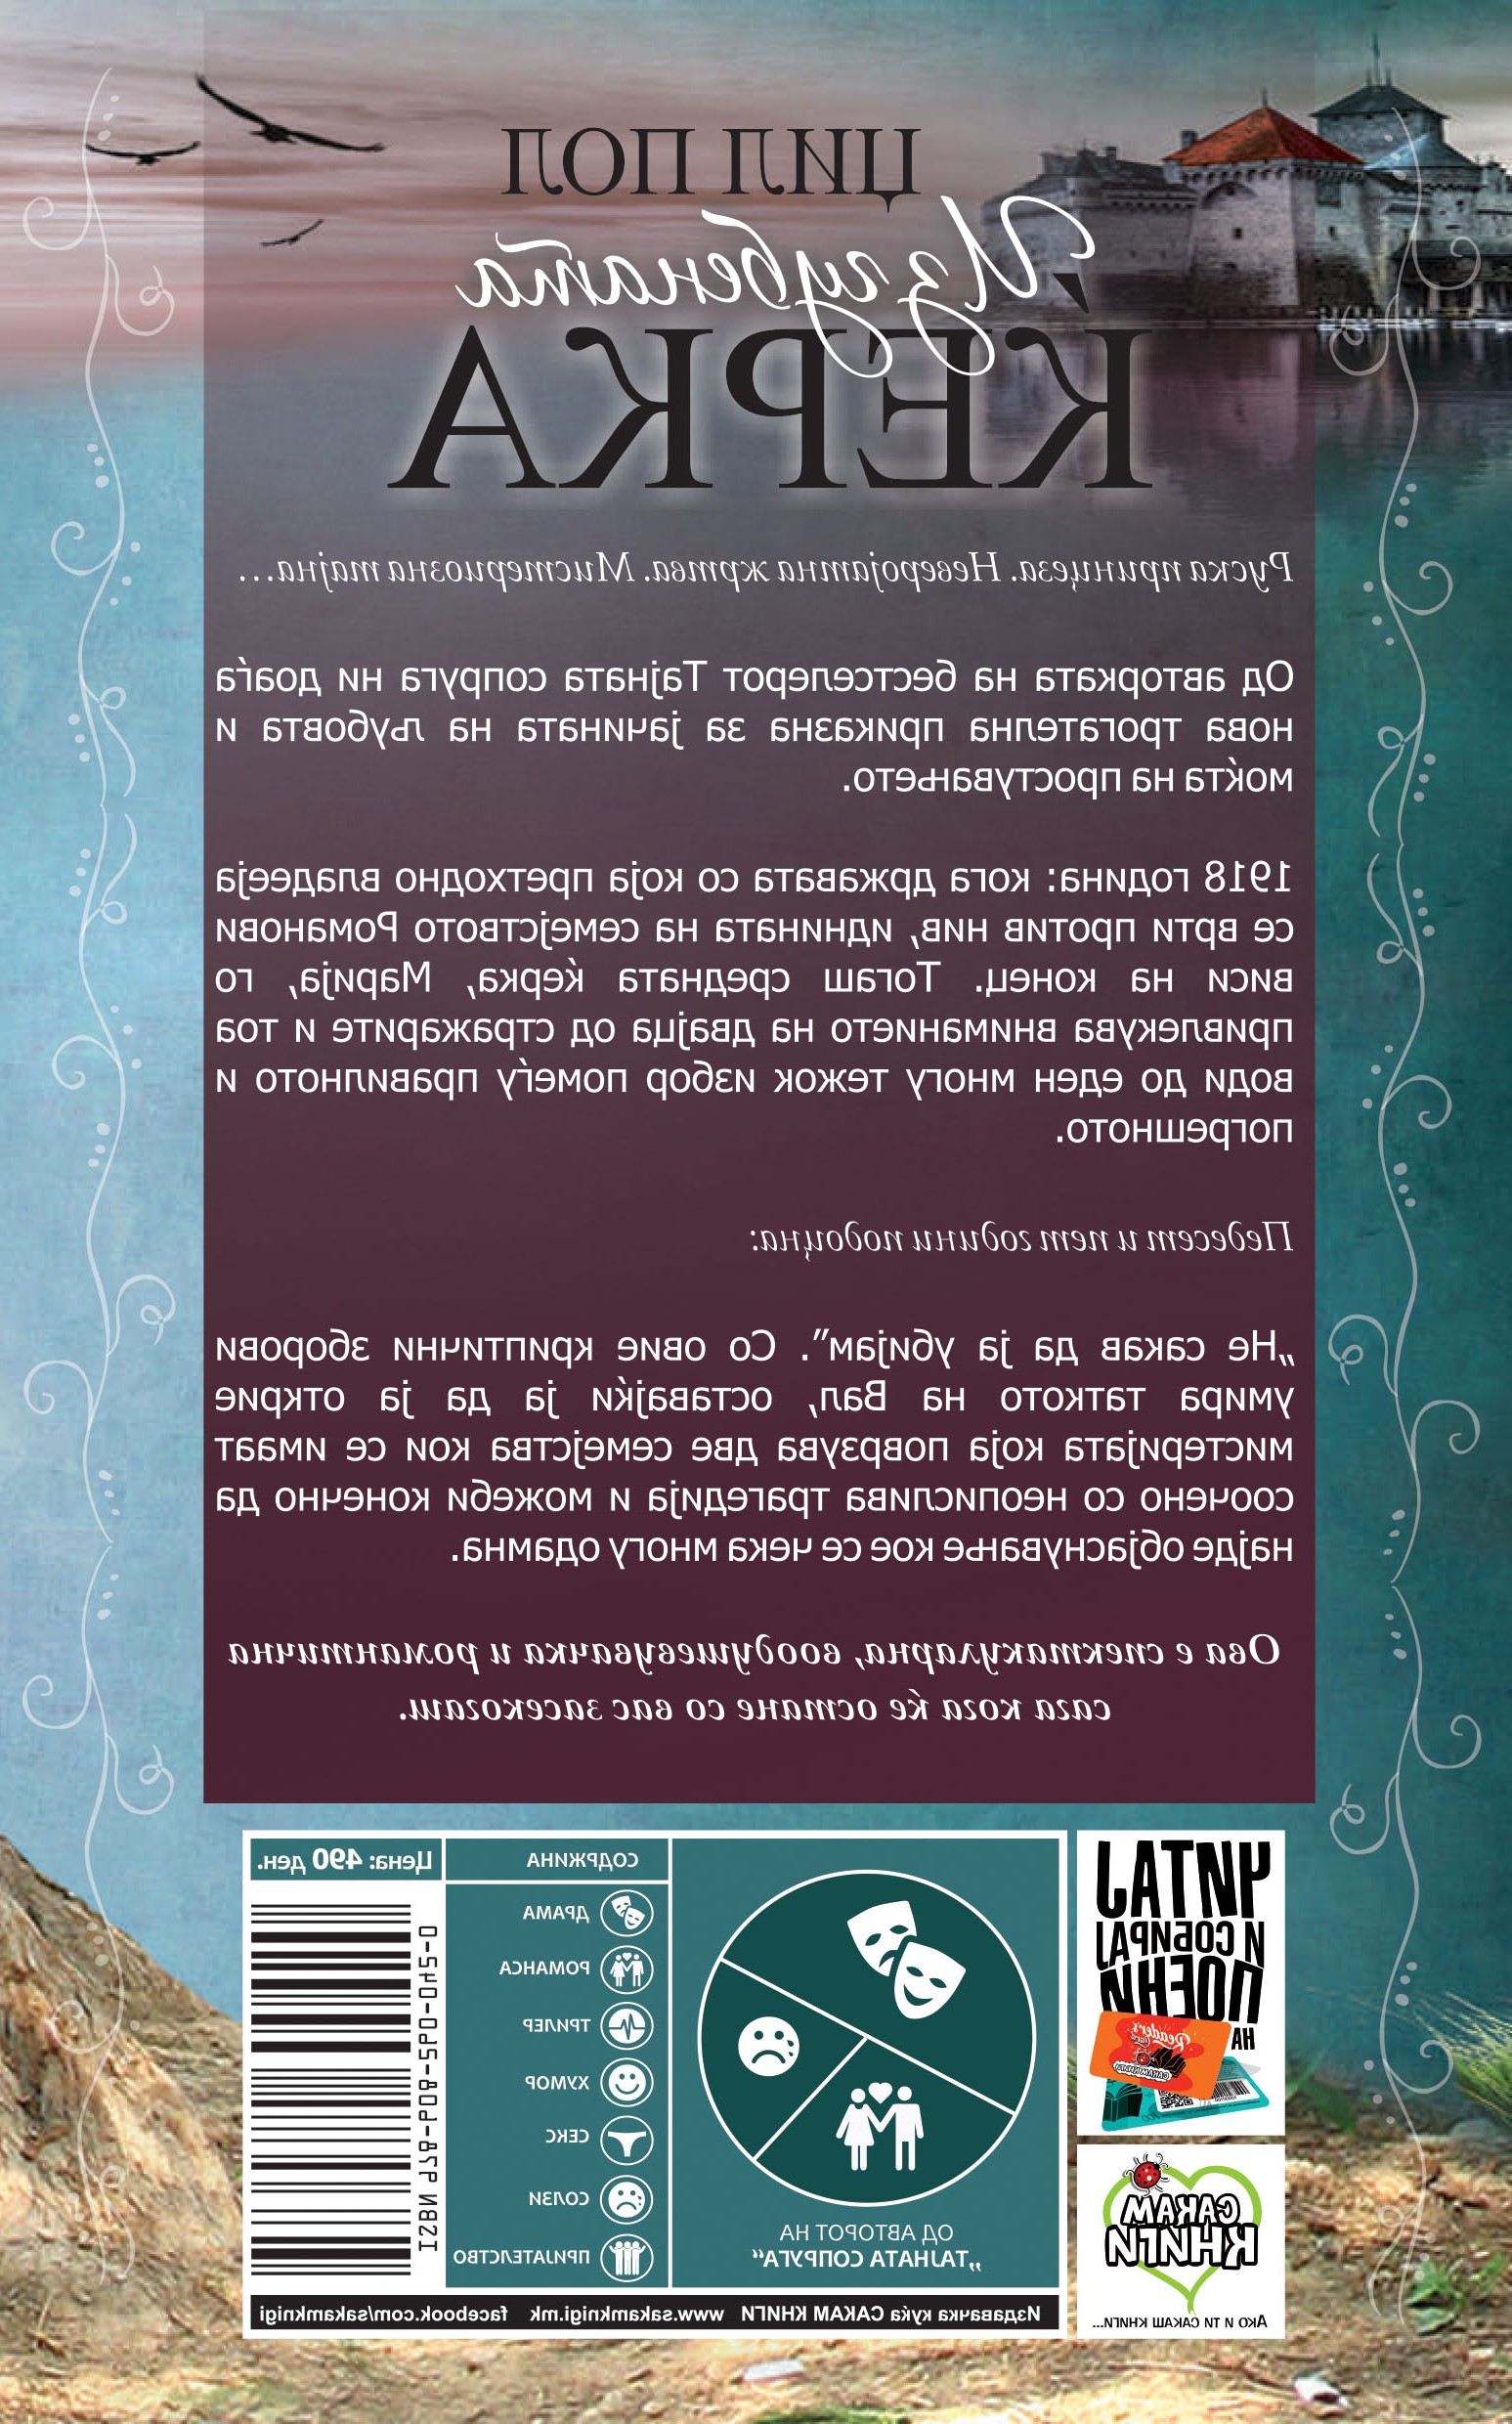 ЏИЛ ПОЛ
Изгубената
ЌЕРКА
Руска принцеза. Неверојатна жртва. Мистериозна тајна...
Од авторката на бестселерот Тајната сопруга ни доаѓа
нова трогателна приказна за јачината на љубовта и
моќта на простувањето.
1918 година: кога државата со која претходно владееја
се врти против нив, иднината на семејството Романови
виси на конец. Тогаш средната ќерка, Марија, го
привлекува вниманието на двајца од стражарите и тоа
води до еден многу тежок избор помеѓу правилното и
погрешното.
Педесет и пет години подоцна:
„Не сакав да ја убијам”. Со овие криптични зборови
умира таткото на Вал, оставајќи ја да ја открие
мистеријата која поврзува две семејства кои се имаат
соочено со неопислива трагедија и можеби конечно да
најде објаснување кое се чека многу одамна.
Ова е спектакуларна, воодушевувачка и романтична
сага која ќе остане со вас засекогаш.
ЧИТАЈ
И СОБИРАЈ
ПОЕНИ
НА
Reader's
САКАМ
КНИГИ
АКО И ТИ САКАШ КНИГИ...
ОД АВТОРОТ НА
„ТАЈНАТА СОПРУГА“
СОДРЖИНА
ДРАМА
РОМАНСА
ТРИЛЕР
ХУМОР
СЕКС
СОЛЗИ
ПРИЈАТЕЛСТВО
Цена: 490 ден.
ISBN 978-608-265-045-0
Издавачка куќа САКАМ КНИГИ www.sakamknigi.mk facebook.com/sakamknigi